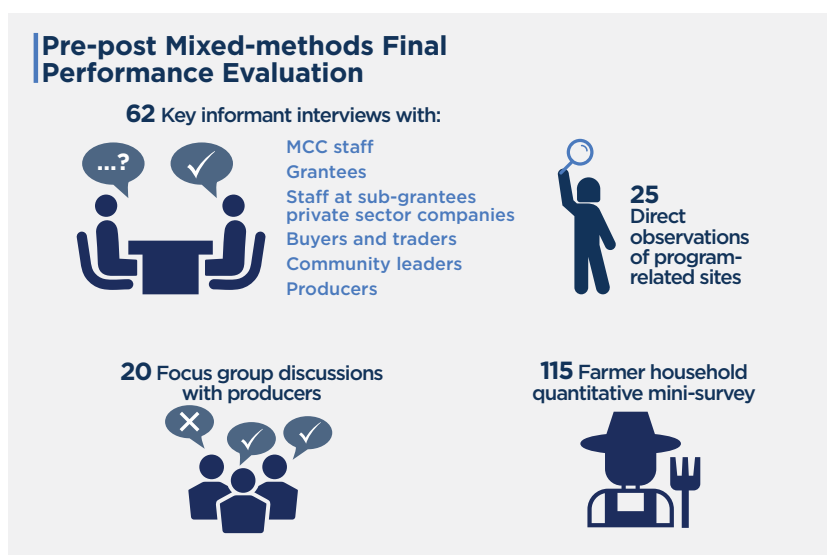 Pre-post Mixed-methods Final
Performance Evaluation
62 Key informant interviews with:
...?
MCC staff
Grantees
Staff at sub-grantees
private sector companies
Buyers and traders
Community leaders
Producers
25
Direct
observations
of program-
related sites
20 Focus group discussions
with producers
115 Farmer household
quantitative mini-survey